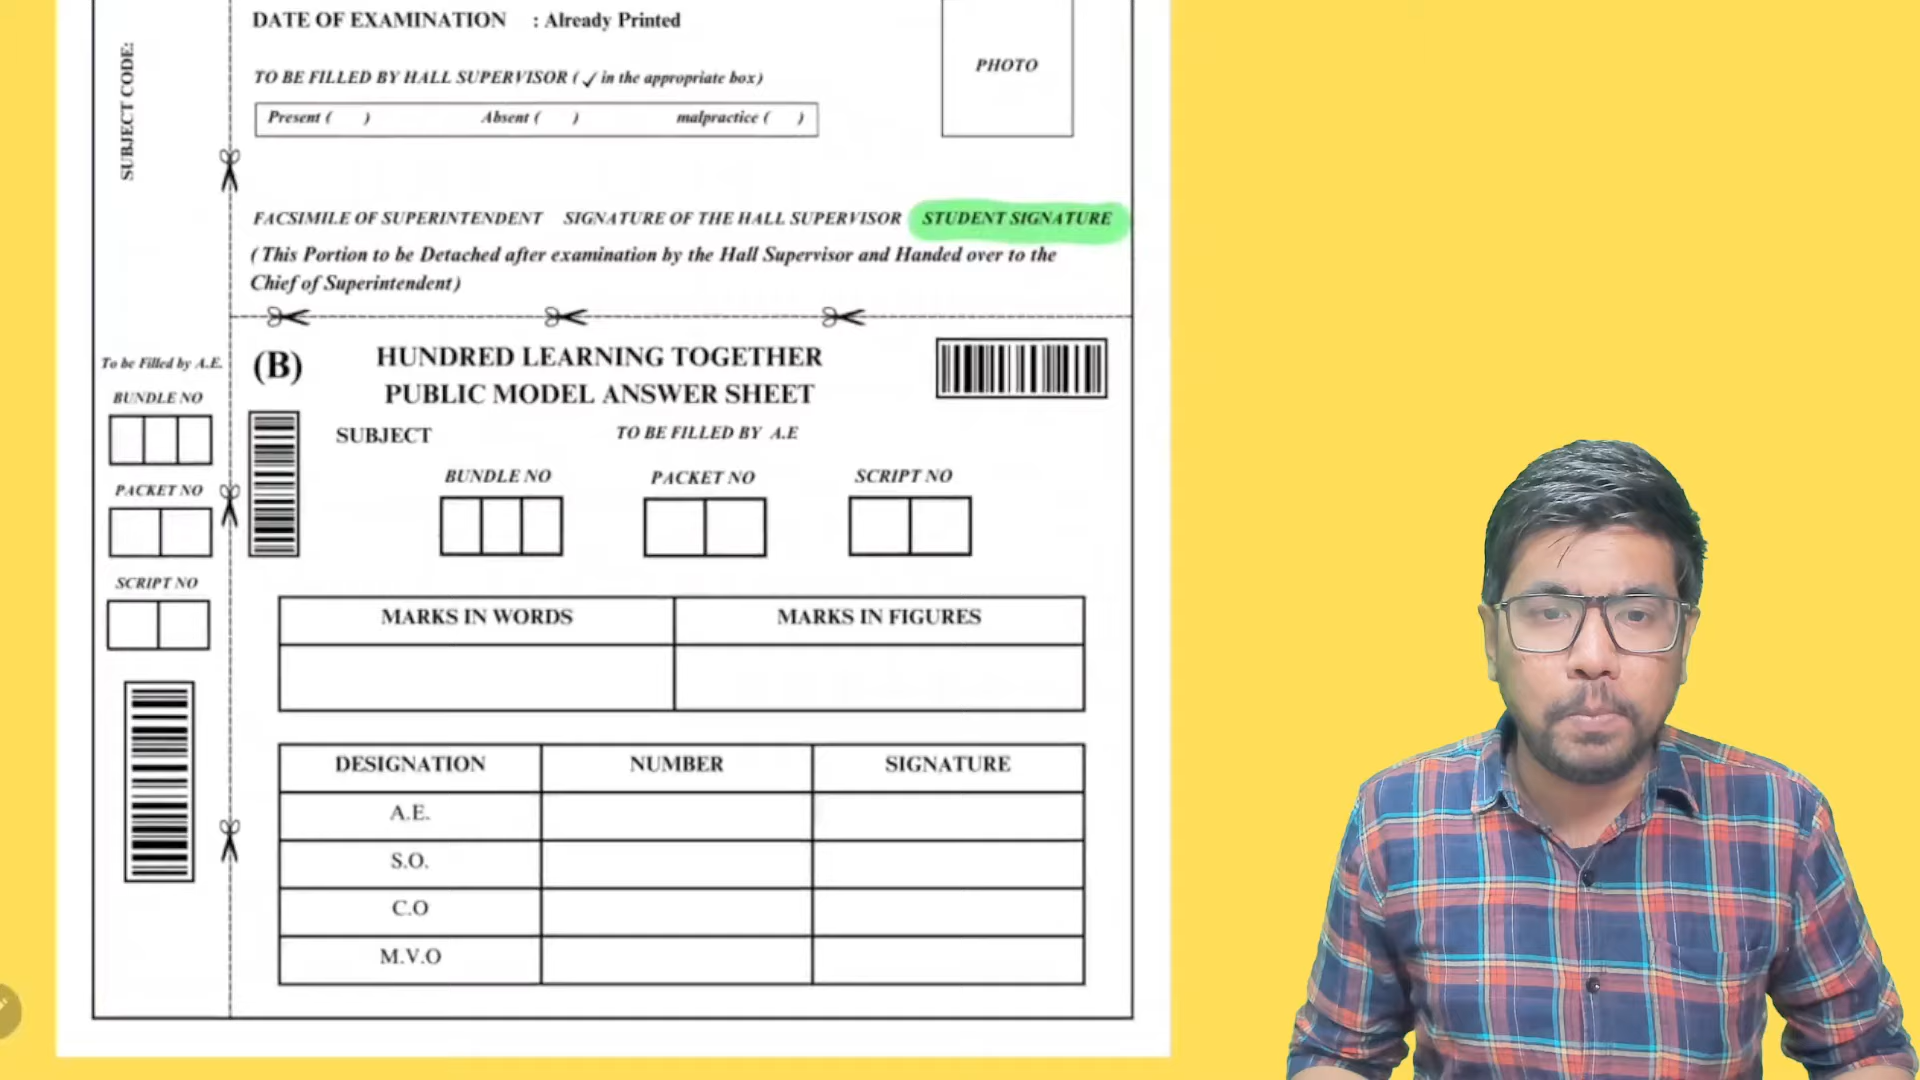 SUBJECT CODE:
DATE OF EXAMINATION : Already Printed
PHOTO
TO BE FILLED BY HALL SUPERVISOR ( ✓ in the appropriate box)
Present ( ) Absent ( ) malpractice ( )
FACSIMILE OF SUPERINTENDENT SIGNATURE OF THE HALL SUPERVISOR STUDENT SIGNATURE
( This Portion to be Detached after examination by the Hall Supervisor and Handed over to the
Chief of Superintendent)
To be Filled by A.E.
BUNDLE NO
PACKET NO
SCRIPT NO
(B)
HUNDRED LEARNING TOGETHER
PUBLIC MODEL ANSWER SHEET
SUBJECT TO BE FILLED BY A.E
BUNDLE NO PACKET NO SCRIPT NO
MARKS IN WORDS MARKS IN FIGURES
DESIGNATION NUMBER SIGNATURE
A.E.
S.O.
C.O
M.V.O